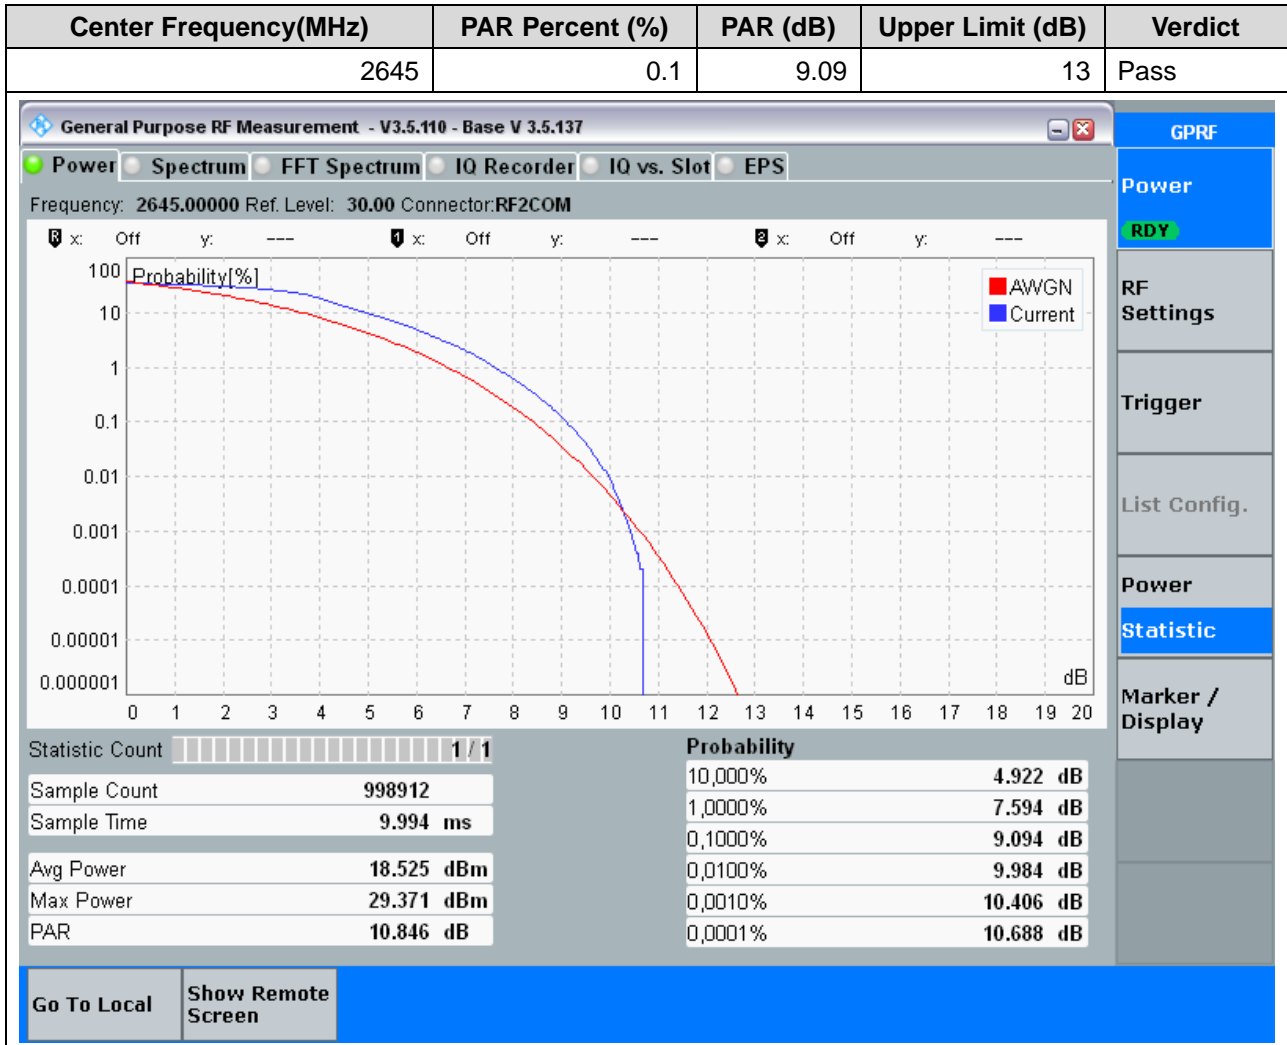 Center Frequency(MHz) PAR Percent (%) PAR (dB) Upper Limit (dB) Verdict
2645 0.1 9.09 13 Pass
General Purpose RF Measurement - V3.5.110 - Base V 3.5.137
GPRF
Power Spectrum FFT Spectrum IQ Recorder IQ vs. Slot EPS
Frequency: 2645.00000 Ref. Level: 30.00 Connector:RF2COM
R x: Off y: --- 1 x: Off y: --- 2 x: Off y: ---
Probability[%]
AWGN
Current
100
10
1
0.1
0.01
0.001
0.0001
0.00001
0.000001
dB
0 1 2 3 4 5 6 7 8 9 10 11 12 13 14 15 16 17 18 19 20
Statistic Count 1 / 1
Sample Count 998912
Sample Time 9.994 ms
Avg Power 18.525 dBm
Max Power 29.371 dBm
PAR 10.846 dB
Probability
10,000% 4.922 dB
1,0000% 7.594 dB
0,1000% 9.094 dB
0,0100% 9.984 dB
0,0010% 10.406 dB
0,0001% 10.688 dB
Power
RDY
RF
Settings
Trigger
List Config.
Power
Statistic
Marker /
Display
Go To Local
Show Remote
Screen